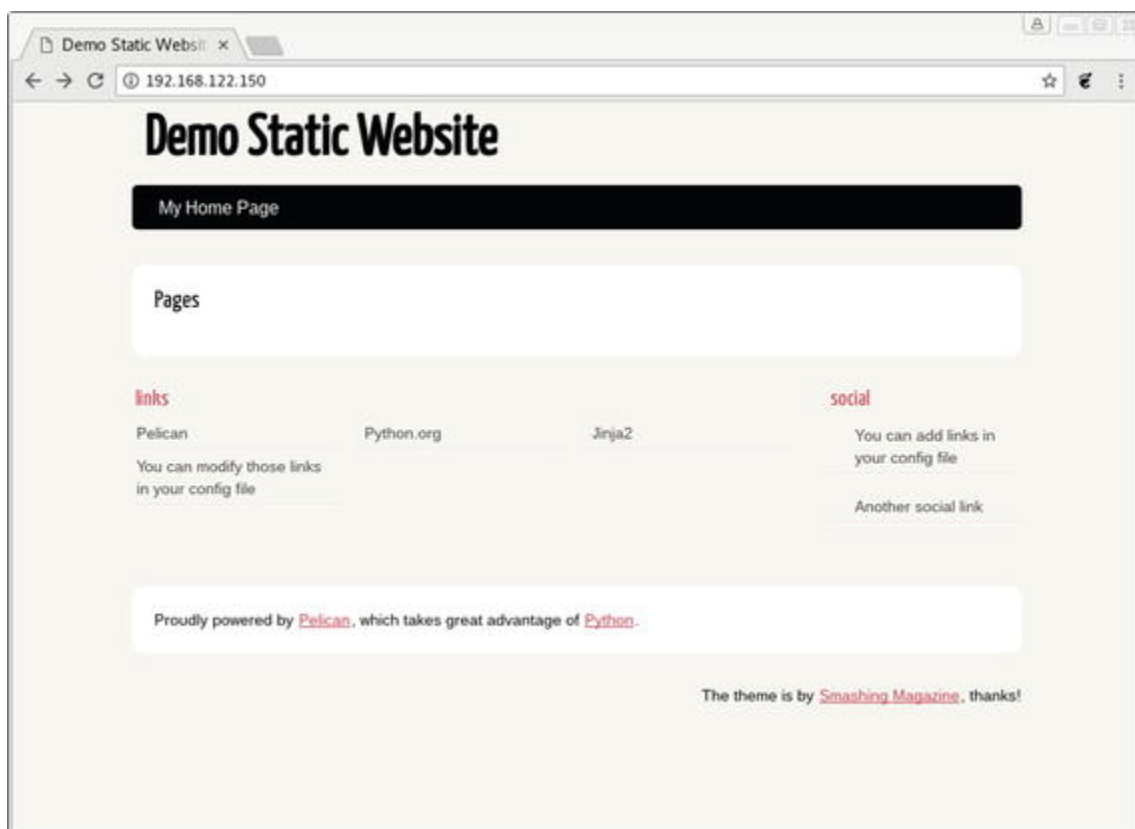 Demo Static Websit
192.168.122.150
Demo Static Website
My Home Page
Pages
links
Pelican
Python.org
Jinja2
You can modify those links
in your config file
social
You can add links in
your config file
Another social link
Proudly powered by Pelican, which takes great advantage of Python.
The theme is by Smashing Magazine, thanks!